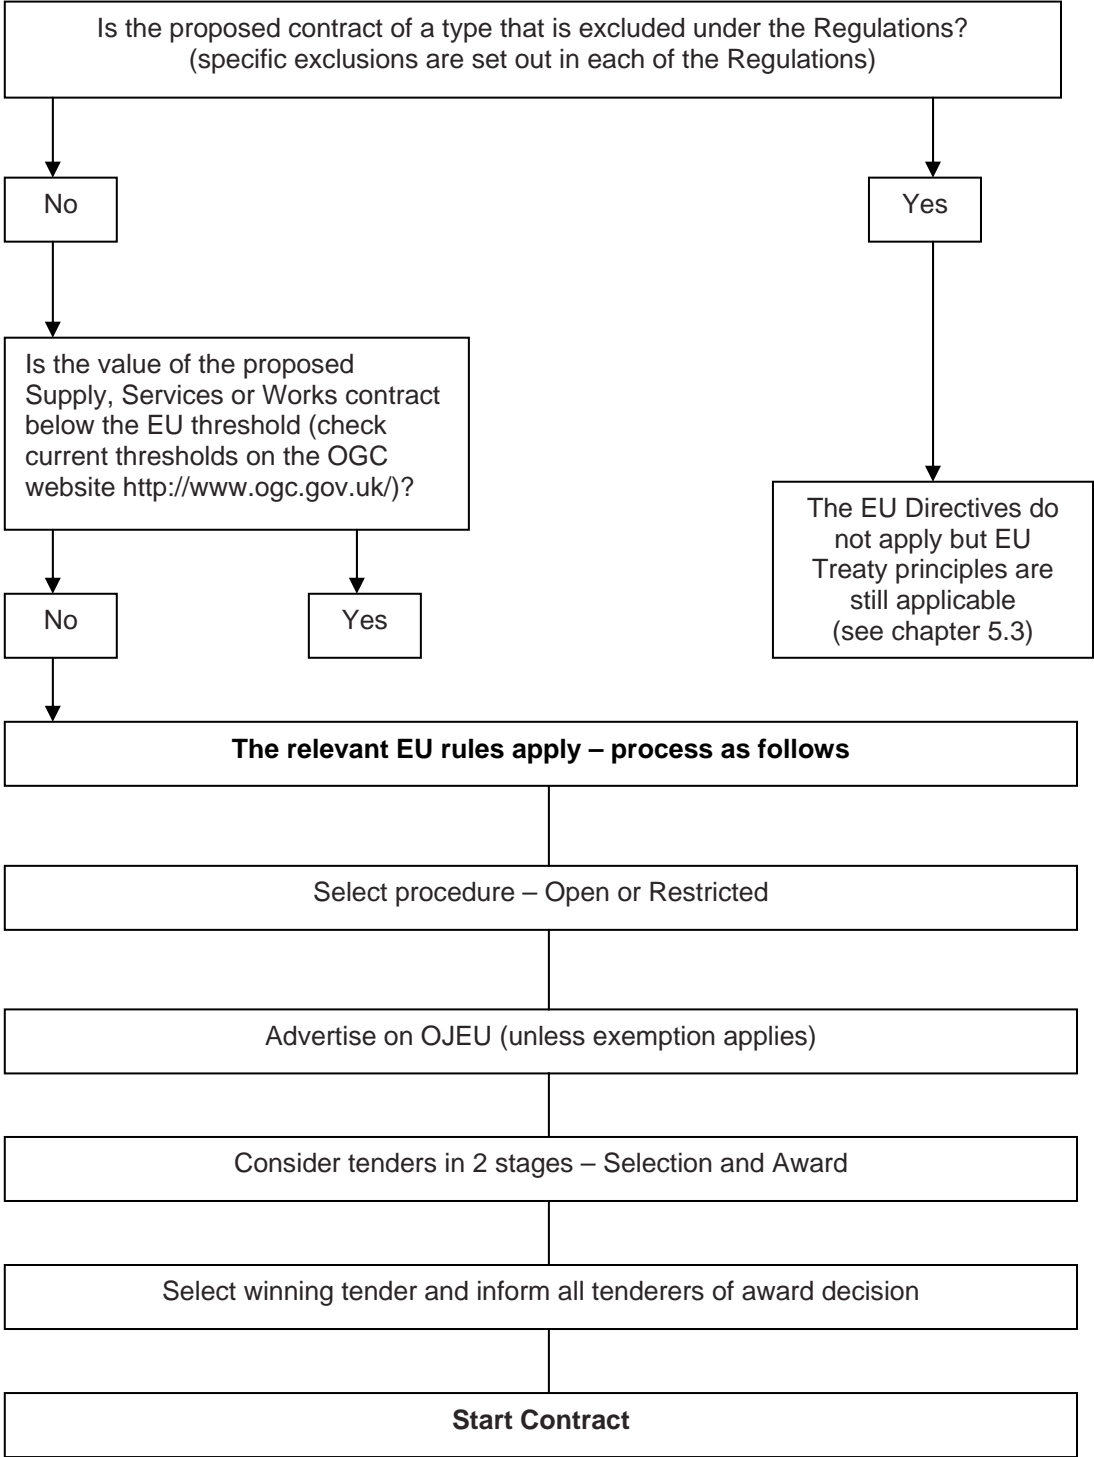 Is the proposed contract of a type that is excluded under the Regulations?
(specific exclusions are set out in each of the Regulations)
No
Yes
Is the value of the proposed
Supply, Services or Works contract
below the EU threshold (check
current thresholds on the OGC
website http://www.ogc.gov.uk/)?
The EU Directives do
not apply but EU
Treaty principles are
still applicable
(see chapter 5.3)
No
Yes
The relevant EU rules apply – process as follows
Select procedure – Open or Restricted
Advertise on OJEU (unless exemption applies)
Consider tenders in 2 stages – Selection and Award
Select winning tender and inform all tenderers of award decision
Start Contract